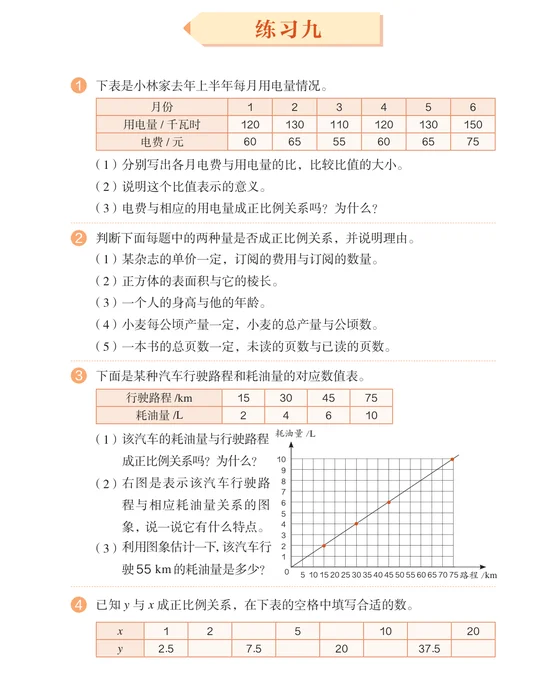 练习九
1 下表是小林家去年上半年每月用电量情况。
月份 1 2 3 4 5 6
用电量/千瓦时 120 130 110 120 130 150
电费/元 60 65 55 60 65 75
(1)分别写出各月电费与用电量的比，比较比值的大小。
(2)说明这个比值表示的意义。
(3)电费与相应的用电量成正比例关系吗？为什么？
2 判断下面每题中的两种量是否成正比例关系，并说明理由。
(1)某杂志的单价一定，订阅的费用与订阅的数量。
(2)正方体的表面积与它的棱长。
(3)一个人的身高与他的年龄。
(4)小麦每公顷产量一定，小麦的总产量与公顷数。
(5)一本书的总页数一定，未读的页数与已读的页数。
3 下面是某种汽车行驶路程和耗油量的对应数值表。
行驶路程/km 15 30 45 75
耗油量/L 2 4 6 10
(1)该汽车的耗油量与行驶路程
成正比例关系吗？为什么？
(2)右图是表示该汽车行驶路
程与相应耗油量关系的图
象，说一说它有什么特点。
(3)利用图象估计一下，该汽车行
驶55 km的耗油量是多少？
耗油量/L
10
9
8
7
6
5
4
3
2
1
0
5 10 15 20 25 30 35 40 45 50 55 60 65 70 75 路程/km
4 已知y与x成正比例关系，在下表的空格中填写合适的数。
x 1 2 5 10 20
y 2.5 7.5 20 37.5